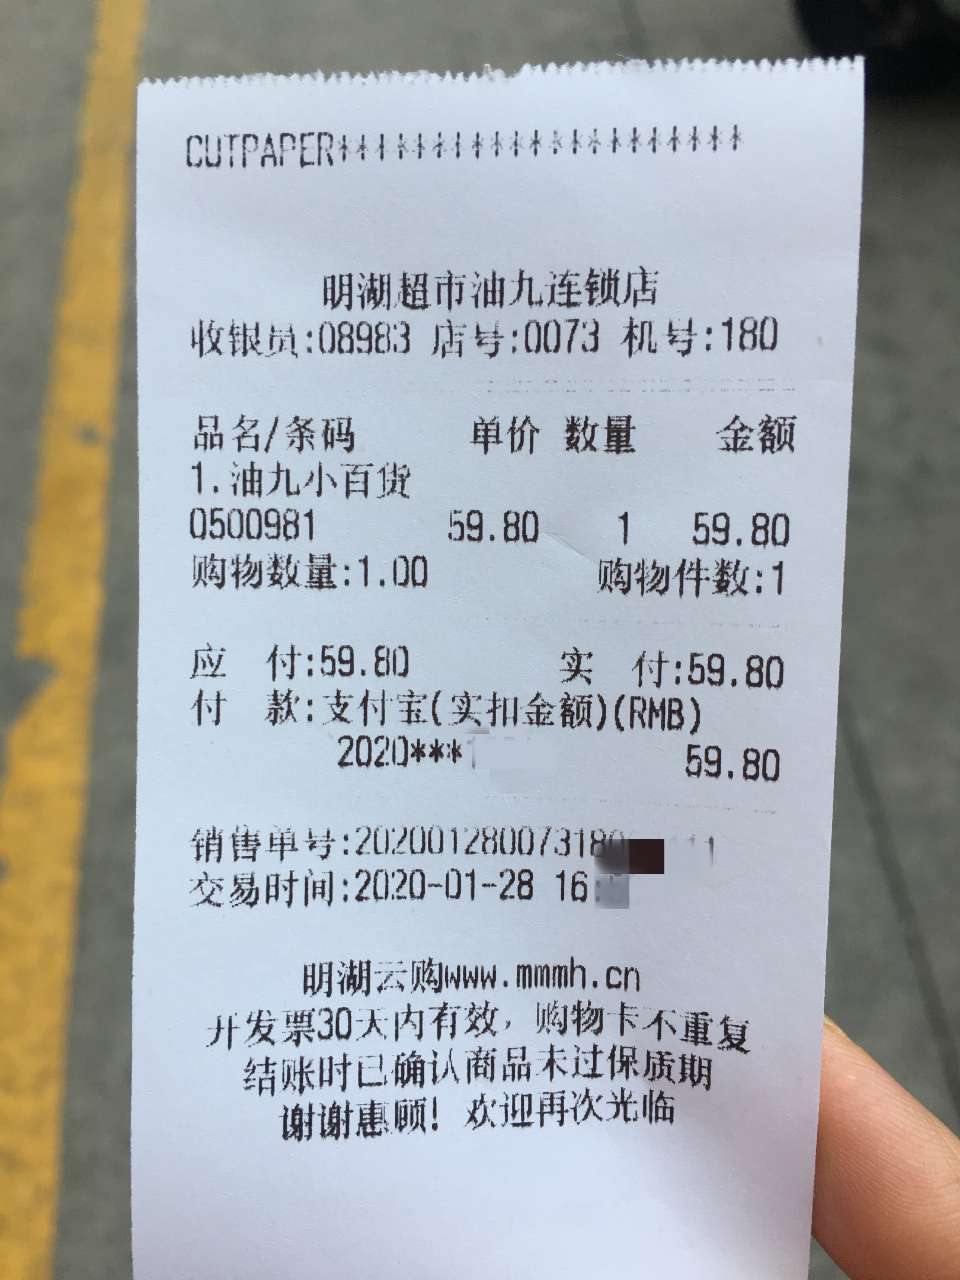 CUTPAPER*********************
明湖超市油九连锁店
收银员:08983 店号:0073 机号:180
品名/条码 单价 数量 金额
1.油九小百货
0500981 59.80 1 59.80
购物数量:1.00 购物件数:1
应 付:59.80 实 付:59.80
付 款:支付宝(实扣金额)(RMB)
2020*** 59.80
销售单号:20200128007318
交易时间:2020-01-28 16
明湖云购www.mmmh.cn
开发票30天内有效，购物卡不重复
结账时已确认商品未过保质期
谢谢惠顾！欢迎再次光临